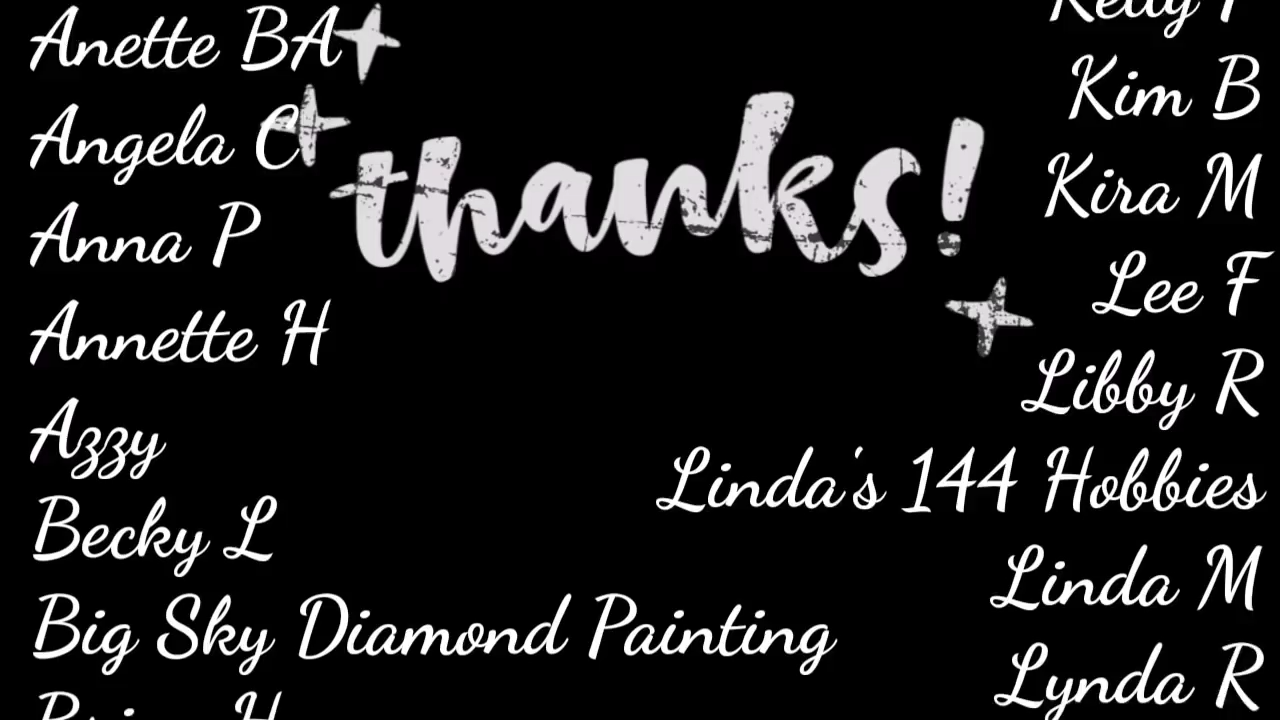 Anette BA
Angela C
Anna P
Annette H
Azzy
Becky L
Big Sky Diamond Painting
thanks!
Kim B
Kira M
Lee F
Libby R
Linda's 144 Hobbies
Linda M
Lynda R